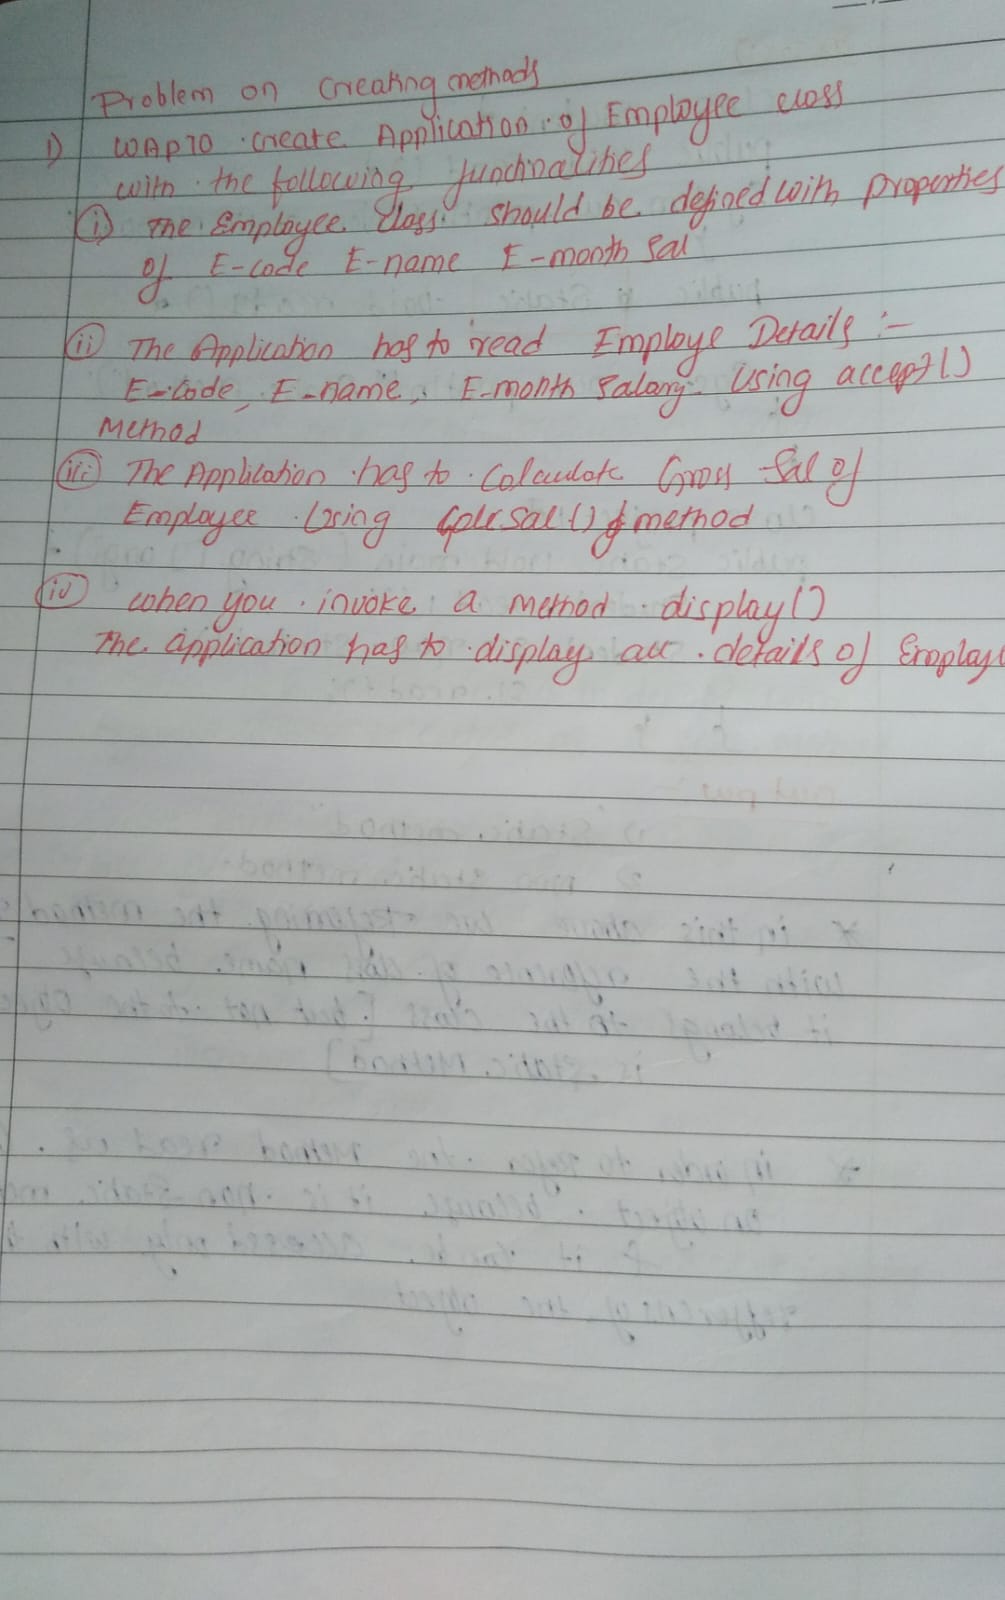 Problem on Creating methods
1) WAP TO Create Application of Employee class
with the following functinalities
(i) The Employee Class should be defined with properties
of E-code E-name E-month Sal
(ii) The Application has to read Employe Details :-
E-code, E-name, E-month Salary Using accept()
Method
(iii) The Application has to Calculate Gross Sal of
Employee Using Sal() method
(iv) when you invoke a method display()
The application has to display all details of Employe